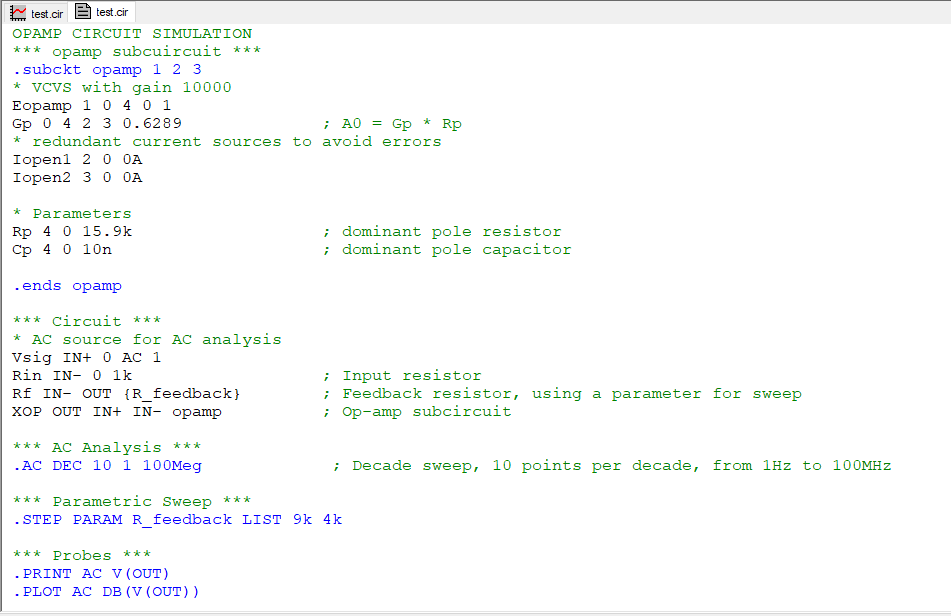 test.cir test.cir
OPAMP CIRCUIT SIMULATION
*** opamp subcuircuit ***
.subckt opamp 1 2 3
* VCVS with gain 10000
Eopamp 1 0 4 0 1
Gp 0 4 2 3 0.6289 ; A0 = Gp * Rp
* redundant current sources to avoid errors
Iopen1 2 0 0A
Iopen2 3 0 0A
* Parameters
Rp 4 0 15.9k ; dominant pole resistor
Cp 4 0 10n ; dominant pole capacitor
.ends opamp
*** Circuit ***
* AC source for AC analysis
Vsig IN+ 0 AC 1
Rin IN- 0 1k ; Input resistor
Rf IN- OUT {R_feedback} ; Feedback resistor, using a parameter for sweep
XOP OUT IN+ IN- opamp ; Op-amp subcircuit
*** AC Analysis ***
.AC DEC 10 1 100Meg ; Decade sweep, 10 points per decade, from 1Hz to 100MHz
*** Parametric Sweep ***
.STEP PARAM R_feedback LIST 9k 4k
*** Probes ***
.PRINT AC V(OUT)
.PLOT AC DB(V(OUT))